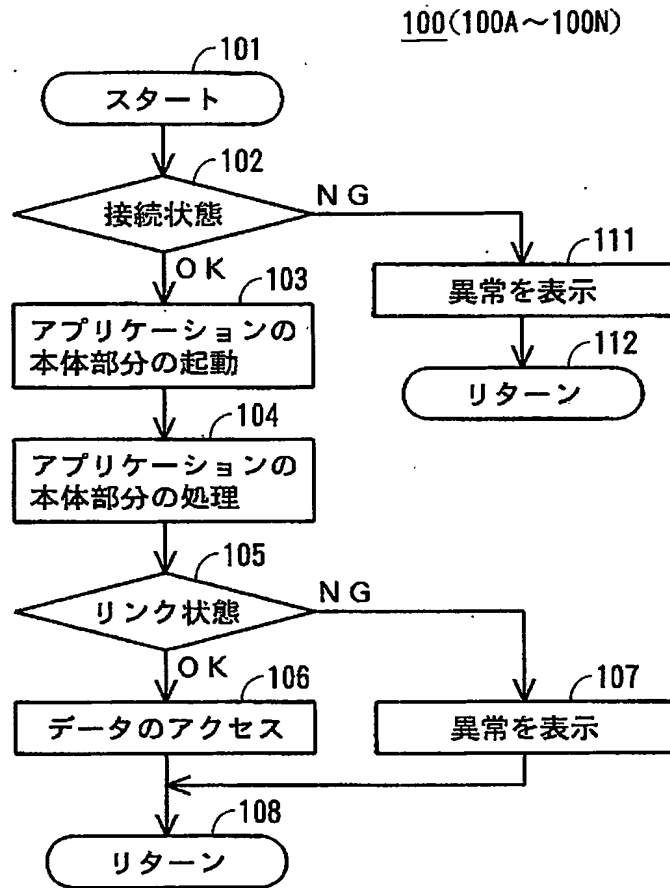 100(100A～100N)
101
スタート
102
接続状態
NG
OK
103
アプリケーションの
本体部分の起動
111
異常を表示
112
リターン
104
アプリケーションの
本体部分の処理
105
リンク状態
NG
OK
106
データのアクセス
107
異常を表示
108
リターン